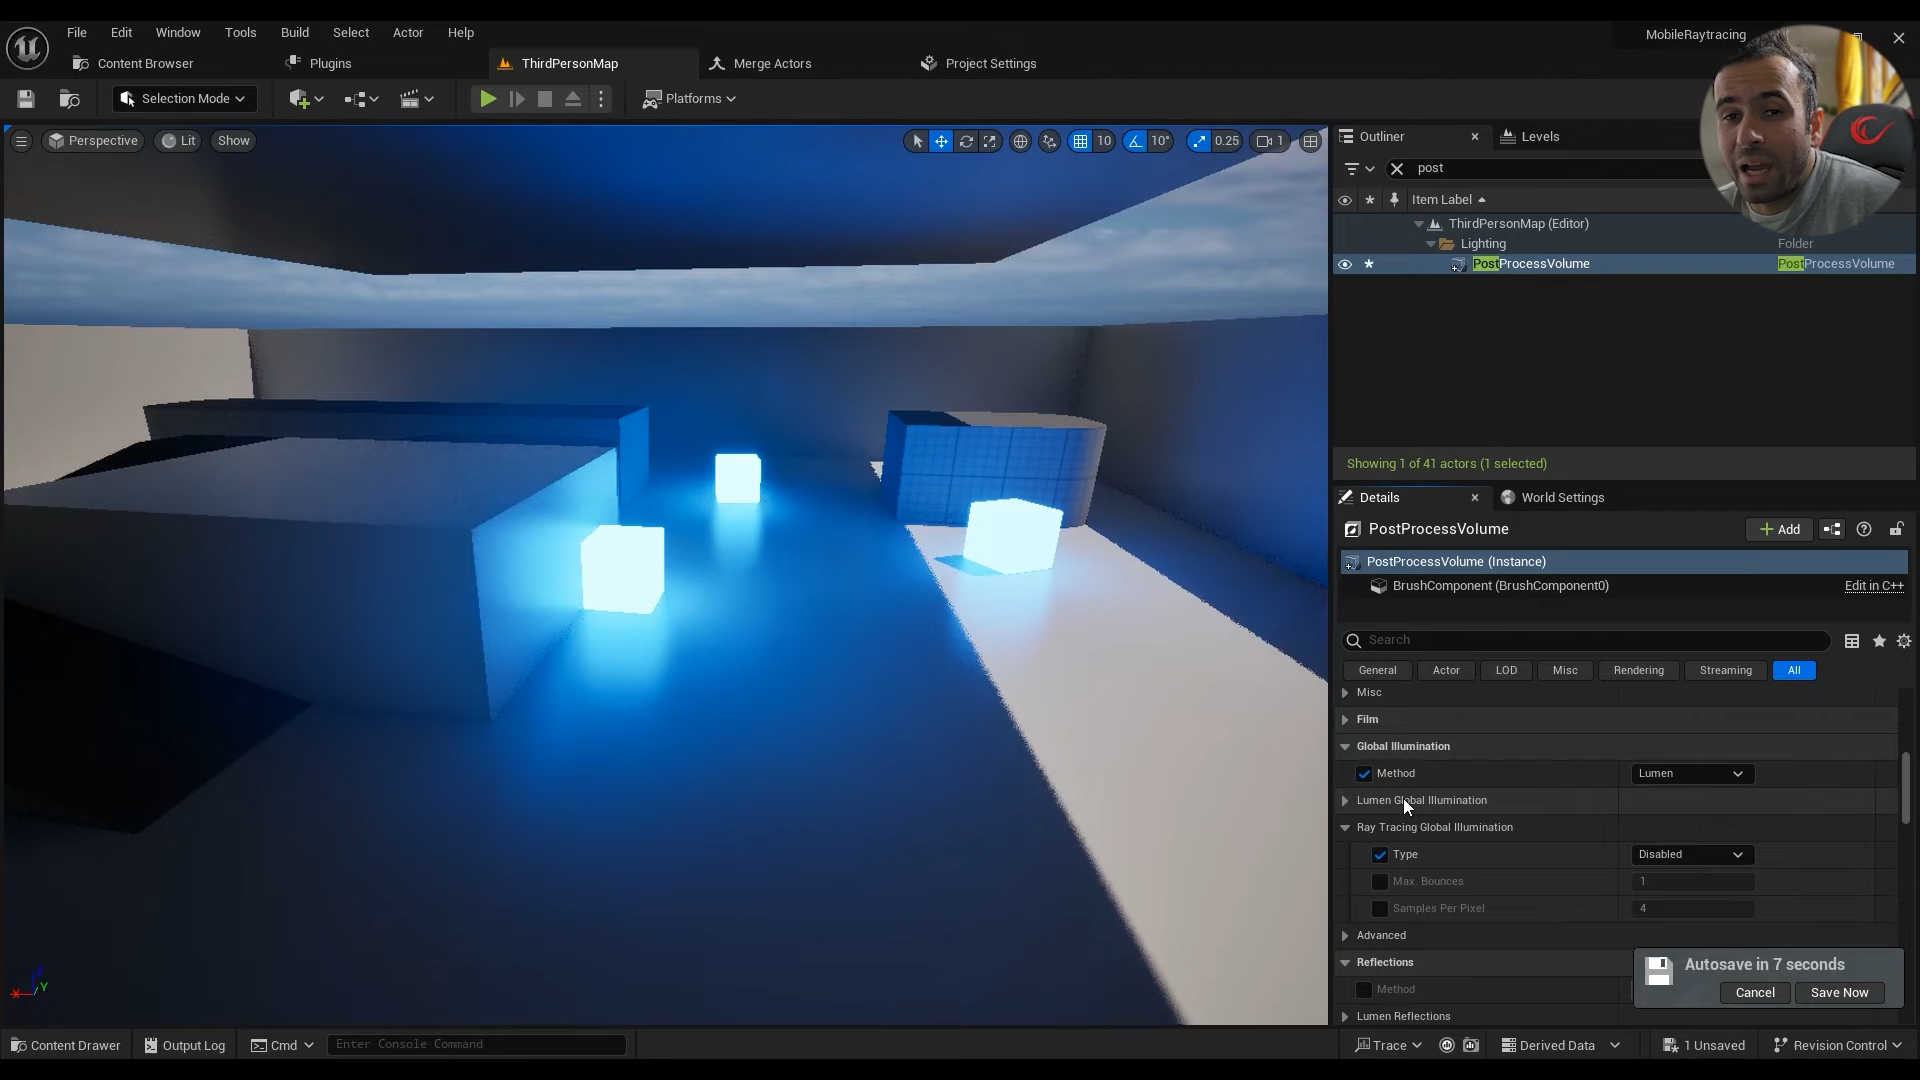 File Edit Window Tools Build Select Actor Help
MobileRaytracing
Content Browser Plugins ThirdPersonMap Merge Actors Project Settings
Selection Mode Platforms
Perspective Lit Show 10 10° 0.25 1
Outliner Levels
post
Item Label
ThirdPersonMap (Editor)
Lighting Folder
PostProcessVolume PostProcessVolume
Showing 1 of 41 actors (1 selected)
Details World Settings
PostProcessVolume Add
PostProcessVolume (Instance)
BrushComponent (BrushComponent0) Edit in C++
Search
General Actor LOD Misc Rendering Streaming All
Misc
Film
Global Illumination
Method Lumen
Lumen Global Illumination
Ray Tracing Global Illumination
Type Disabled
Max. Bounces 1
Samples Per Pixel 4
Advanced
Reflections
Method
Lumen Reflections
Autosave in 7 seconds
Cancel Save Now
X Y
Content Drawer Output Log Cmd Enter Console Command Trace Derived Data 1 Unsaved Revision Control